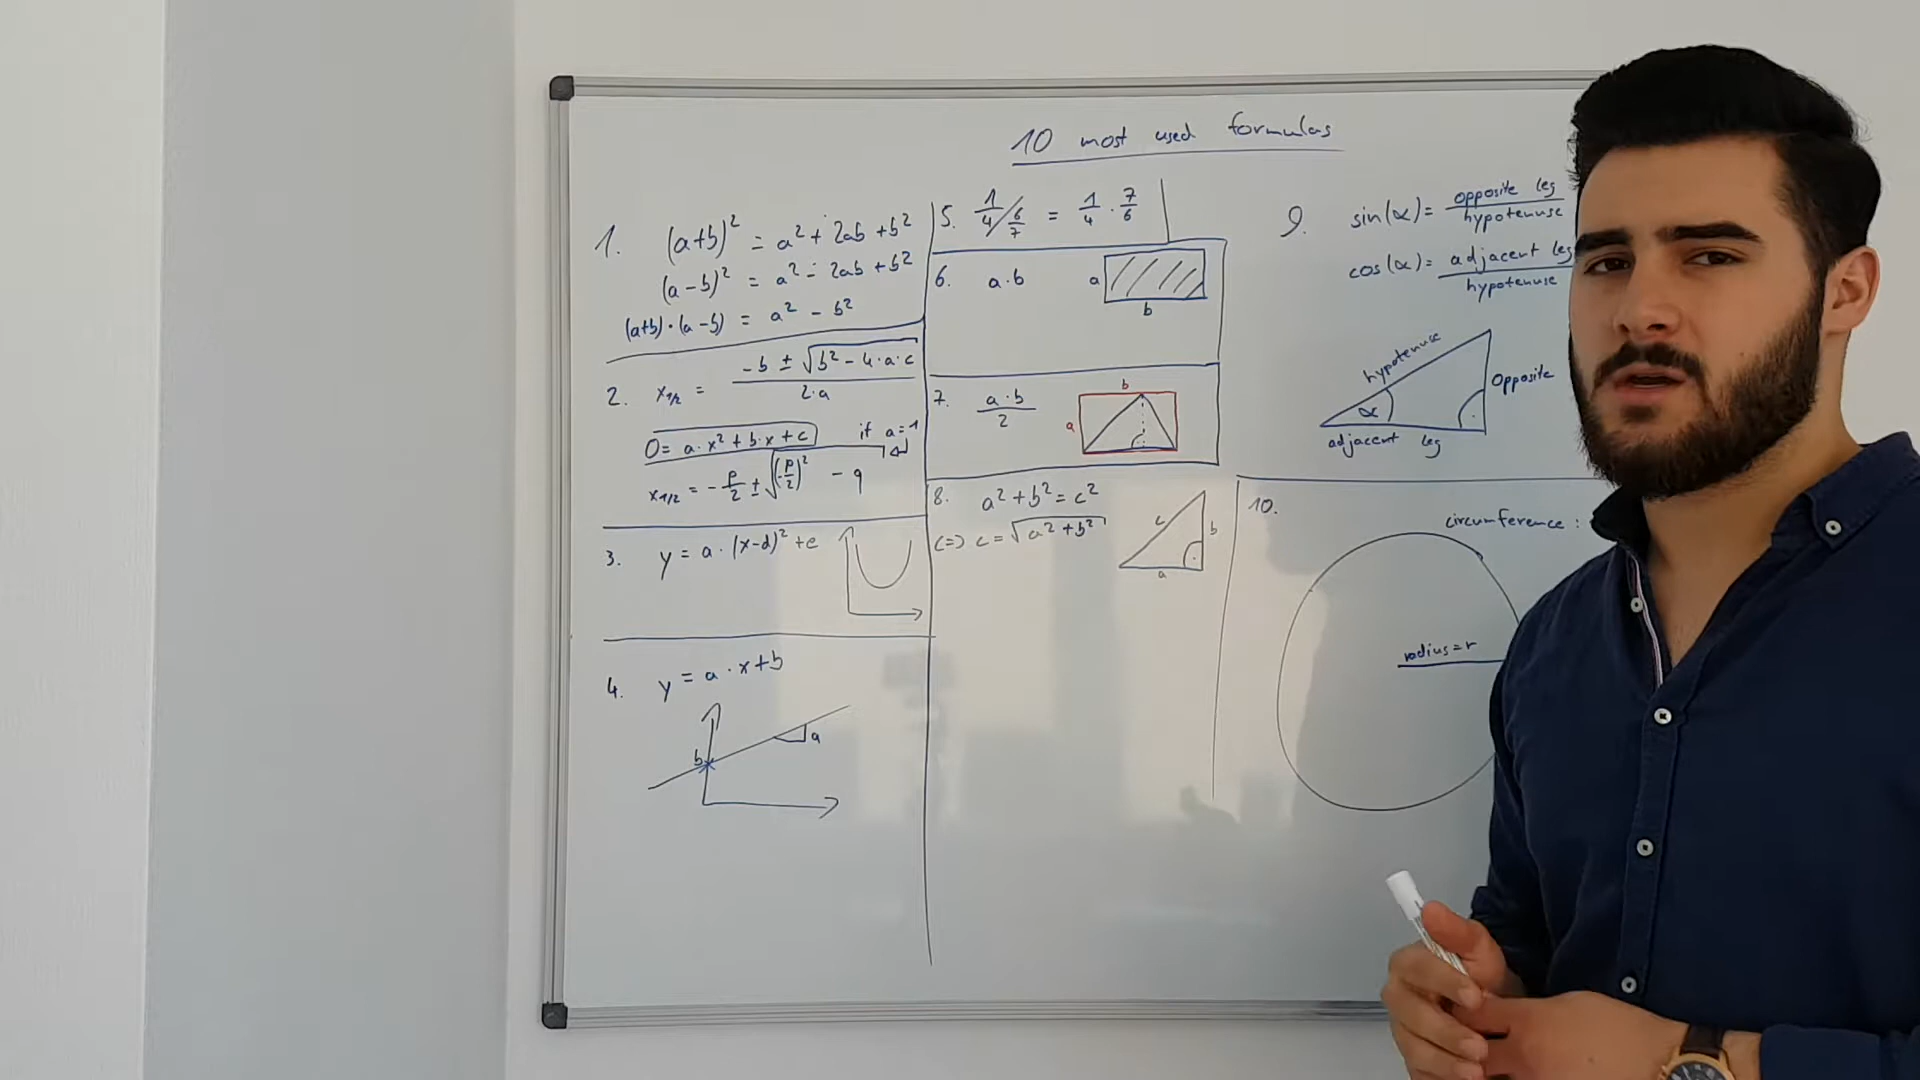 10 most used formulas
1. (a+b)² = a² + 2ab + b²
(a-b)² = a² - 2ab + b²
(a+b)·(a-b) = a² - b²
2. x1/2 = (-b ± √(b² - 4·a·c))/(2·a)
0 = a·x² + b·x + c if a=1
x1/2 = -p/2 ± √((p/2)² - q)
3. y = a·(x-d)² + e
4. y = a·x+b
b
a
5. 1/4 / 6/7 = 1/4 · 7/6
6. a·b
a
b
7. a·b/2
b
a
8. a² + b² = c²
<=> c = √(a² + b²)
c
b
a
9. sin(α) = opposite leg/hypotenuse
cos(α) = adjacent leg/hypotenuse
hypotenuse
Opposite
α
adjacent leg
10.
circumference:
radius = r